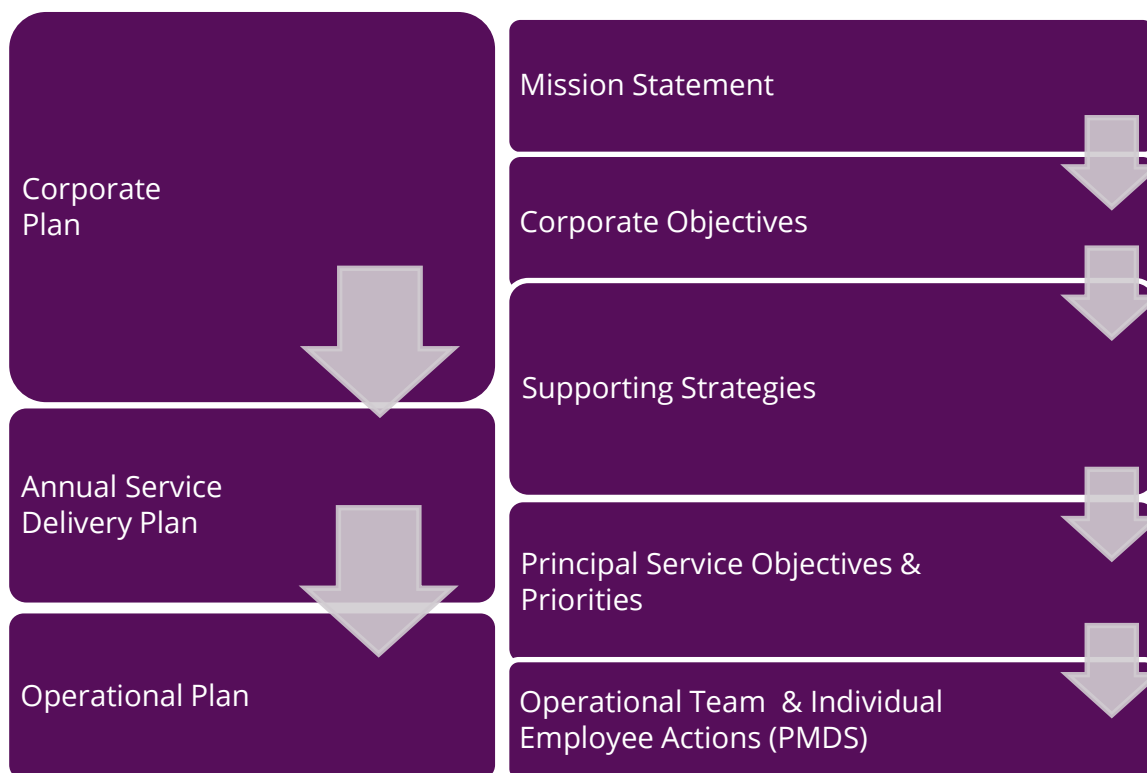 Corporate
Plan
Annual Service
Delivery Plan
Operational Plan
Mission Statement
Corporate Objectives
Supporting Strategies
Principal Service Objectives &
Priorities
Operational Team & Individual
Employee Actions (PMDS)